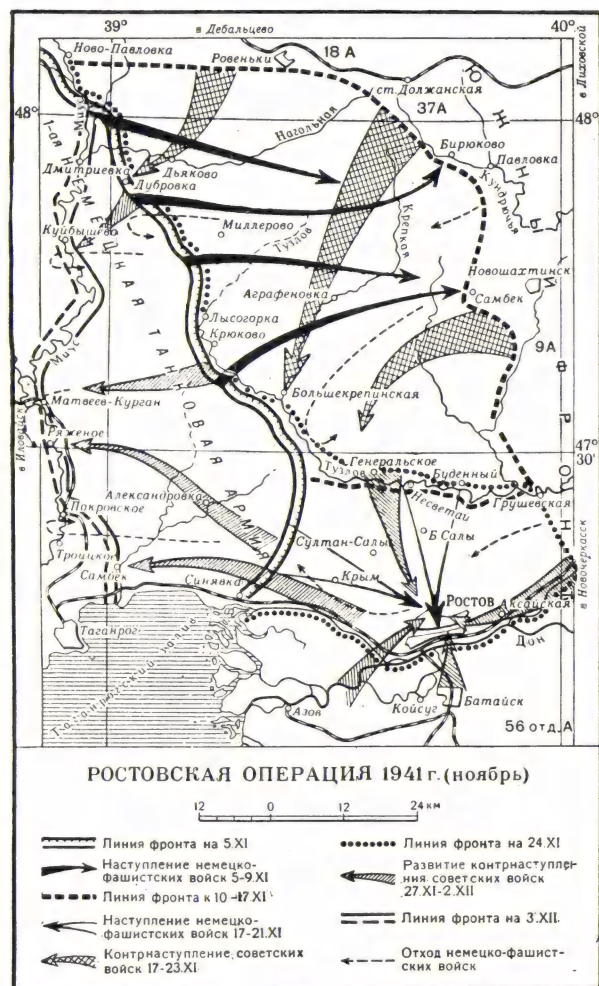 39°
в Дебальцево
40°
Ново-Павловка
Ровеньки
18 А
ЮЖНЫЙ ФРОНТ
в Лиховской
ст. Должанская
48°
37А
48°
Миус
Нагольная
1-ая НЕМЕЦКАЯ ТАНКОВАЯ АРМИЯ
Бирюково
Павловка
Дмитриевка
Дьяково
Дубровка
Кундрючья
Куйбышево
Миллерово
Тузлов
Крепкая
Новошахтинск
Аграфеновка
Самбек
Лысогорка
Крюково
9А
Миус
Большекрепинская
Матвеев-Курган
в Иловайск
Ряженое
47°
30'
Генеральское
Тузлов
Буденный
Несветай
Грушевская
Покровское
Александровка
Султан-Салы
Б Салы
Троицкое
Самбек
Синявка
Крым
Ростов
Аксайская
в Новочеркасск
Таганрог
Дон
Таганрогский залив
Азов
Койсуг
Батайск
56 отд.А
РОСТОВСКАЯ ОПЕРАЦИЯ 1941 г. (ноябрь)
12 0 12 24 км
Линия фронта на 5.XI
Наступление немецко-
фашистских войск 5-9.XI
Линия фронта к 10-17.XI
Наступление немецко-
фашистских войск 17-21.XI
Контрнаступление советских
войск 17-23.XI
Линия фронта на 24.XI
Развитие контрнаступле-
ния советских войск
27.XI-2.XII
Линия фронта на 3.XII.
Отход немецко-фашист-
ских войск